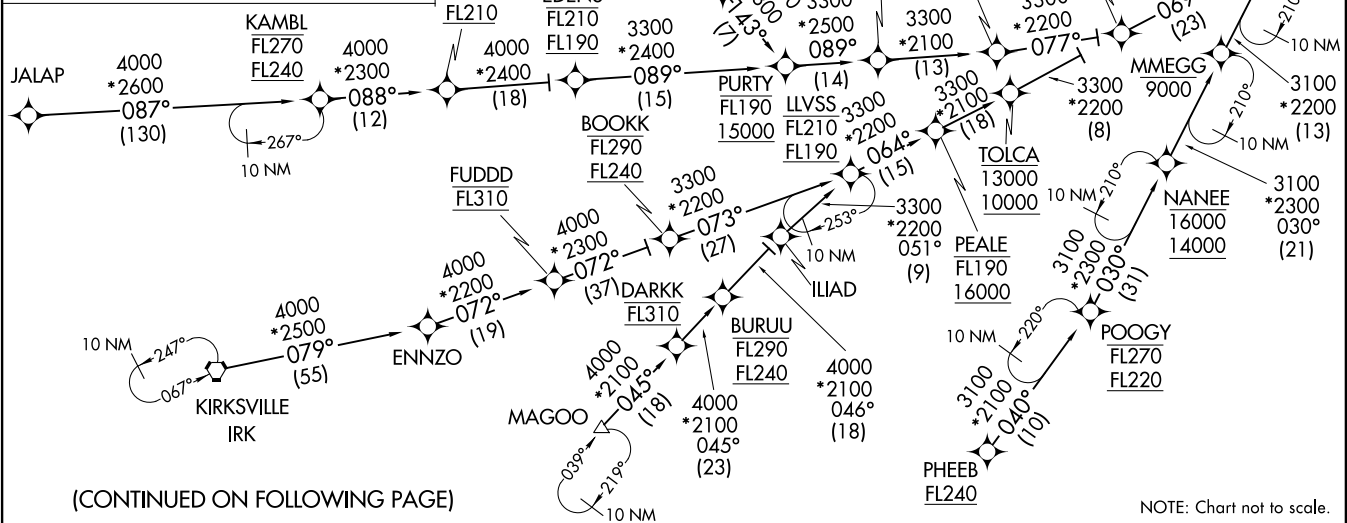 JALAP
4000
*2600
087°
(130)
KAMBL
FL270
FL240
267°
10 NM
4000
*2300
088°
(12)
FL210
4000
*2400
(18)
FL210
FL190
3300
*2400
089°
(15)
143°
(7)
PURTY
FL190
15000
3300
*2500
089°
(14)
3300
*2100
(13)
3300
*2200
077°
(23)
BOOKK
FL290
FL240
FUDDD
FL310
LLVSS
FL210
FL190
3300
*2200
064°
(15)
3300
*2100
(18)
3300
*2200
(8)
TOLCA
13000
10000
PEALE
FL190
16000
MMEGG
9000
210°
10 NM
3100
*2200
(13)
210°
10 NM
NANEE
16000
14000
3100
*2300
030°
(21)
10 NM
210°
3100
*2300
030°
(31)
POOGY
FL270
FL220
10 NM
220°
3100
*2100
040°
(10)
PHEEB
FL240
10 NM
247°
067°
KIRKSVILLE
IRK
4000
*2500
079°
(55)
ENNZO
4000
*2200
072°
(19)
4000
*2300
072°
(37)
3300
*2200
073°
(27)
253°
10 NM
3300
*2200
051°
(9)
ILIAD
DARKK
FL310
BURUU
FL290
FL240
4000
*2100
046°
(18)
4000
*2100
045°
(23)
4000
*2100
045°
(18)
MAGOO
039°
219°
10 NM
(CONTINUED ON FOLLOWING PAGE)
NOTE: Chart not to scale.